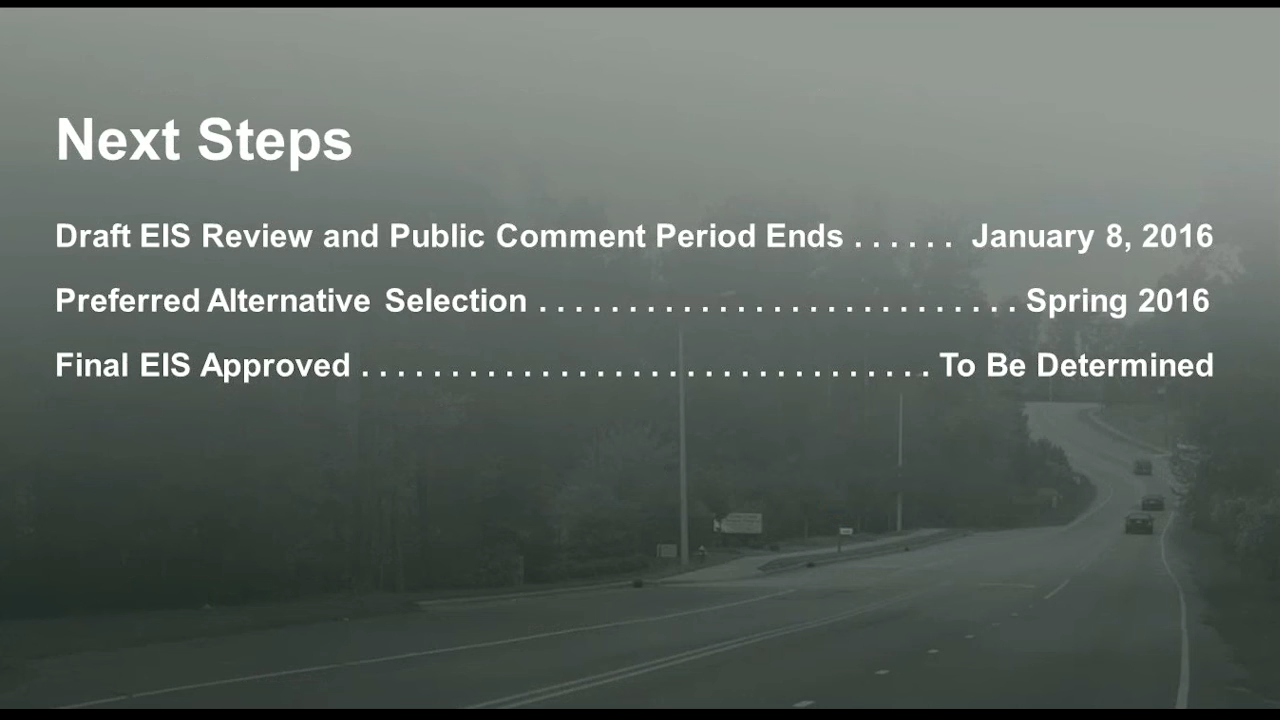 Next Steps
Draft EIS Review and Public Comment Period Ends . . . . . . January 8, 2016
Preferred Alternative Selection . . . . . . . . . . . . . . . . . . . . . . . . . . . Spring 2016
Final EIS Approved . . . . . . . . . . . . . . . . . . . . . . . . . . . . . . . . To Be Determined